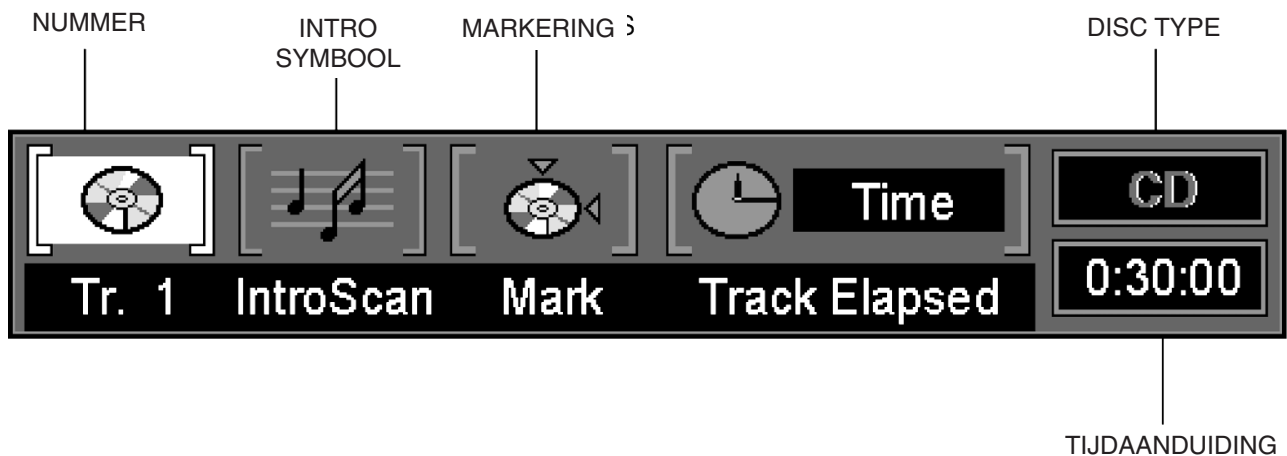 NUMMER
INTRO
SYMBOOL
MARKERING
DISC TYPE
Time
CD
Tr. 1
IntroScan
Mark
Track Elapsed
0:30:00
TIJDAANDUIDING